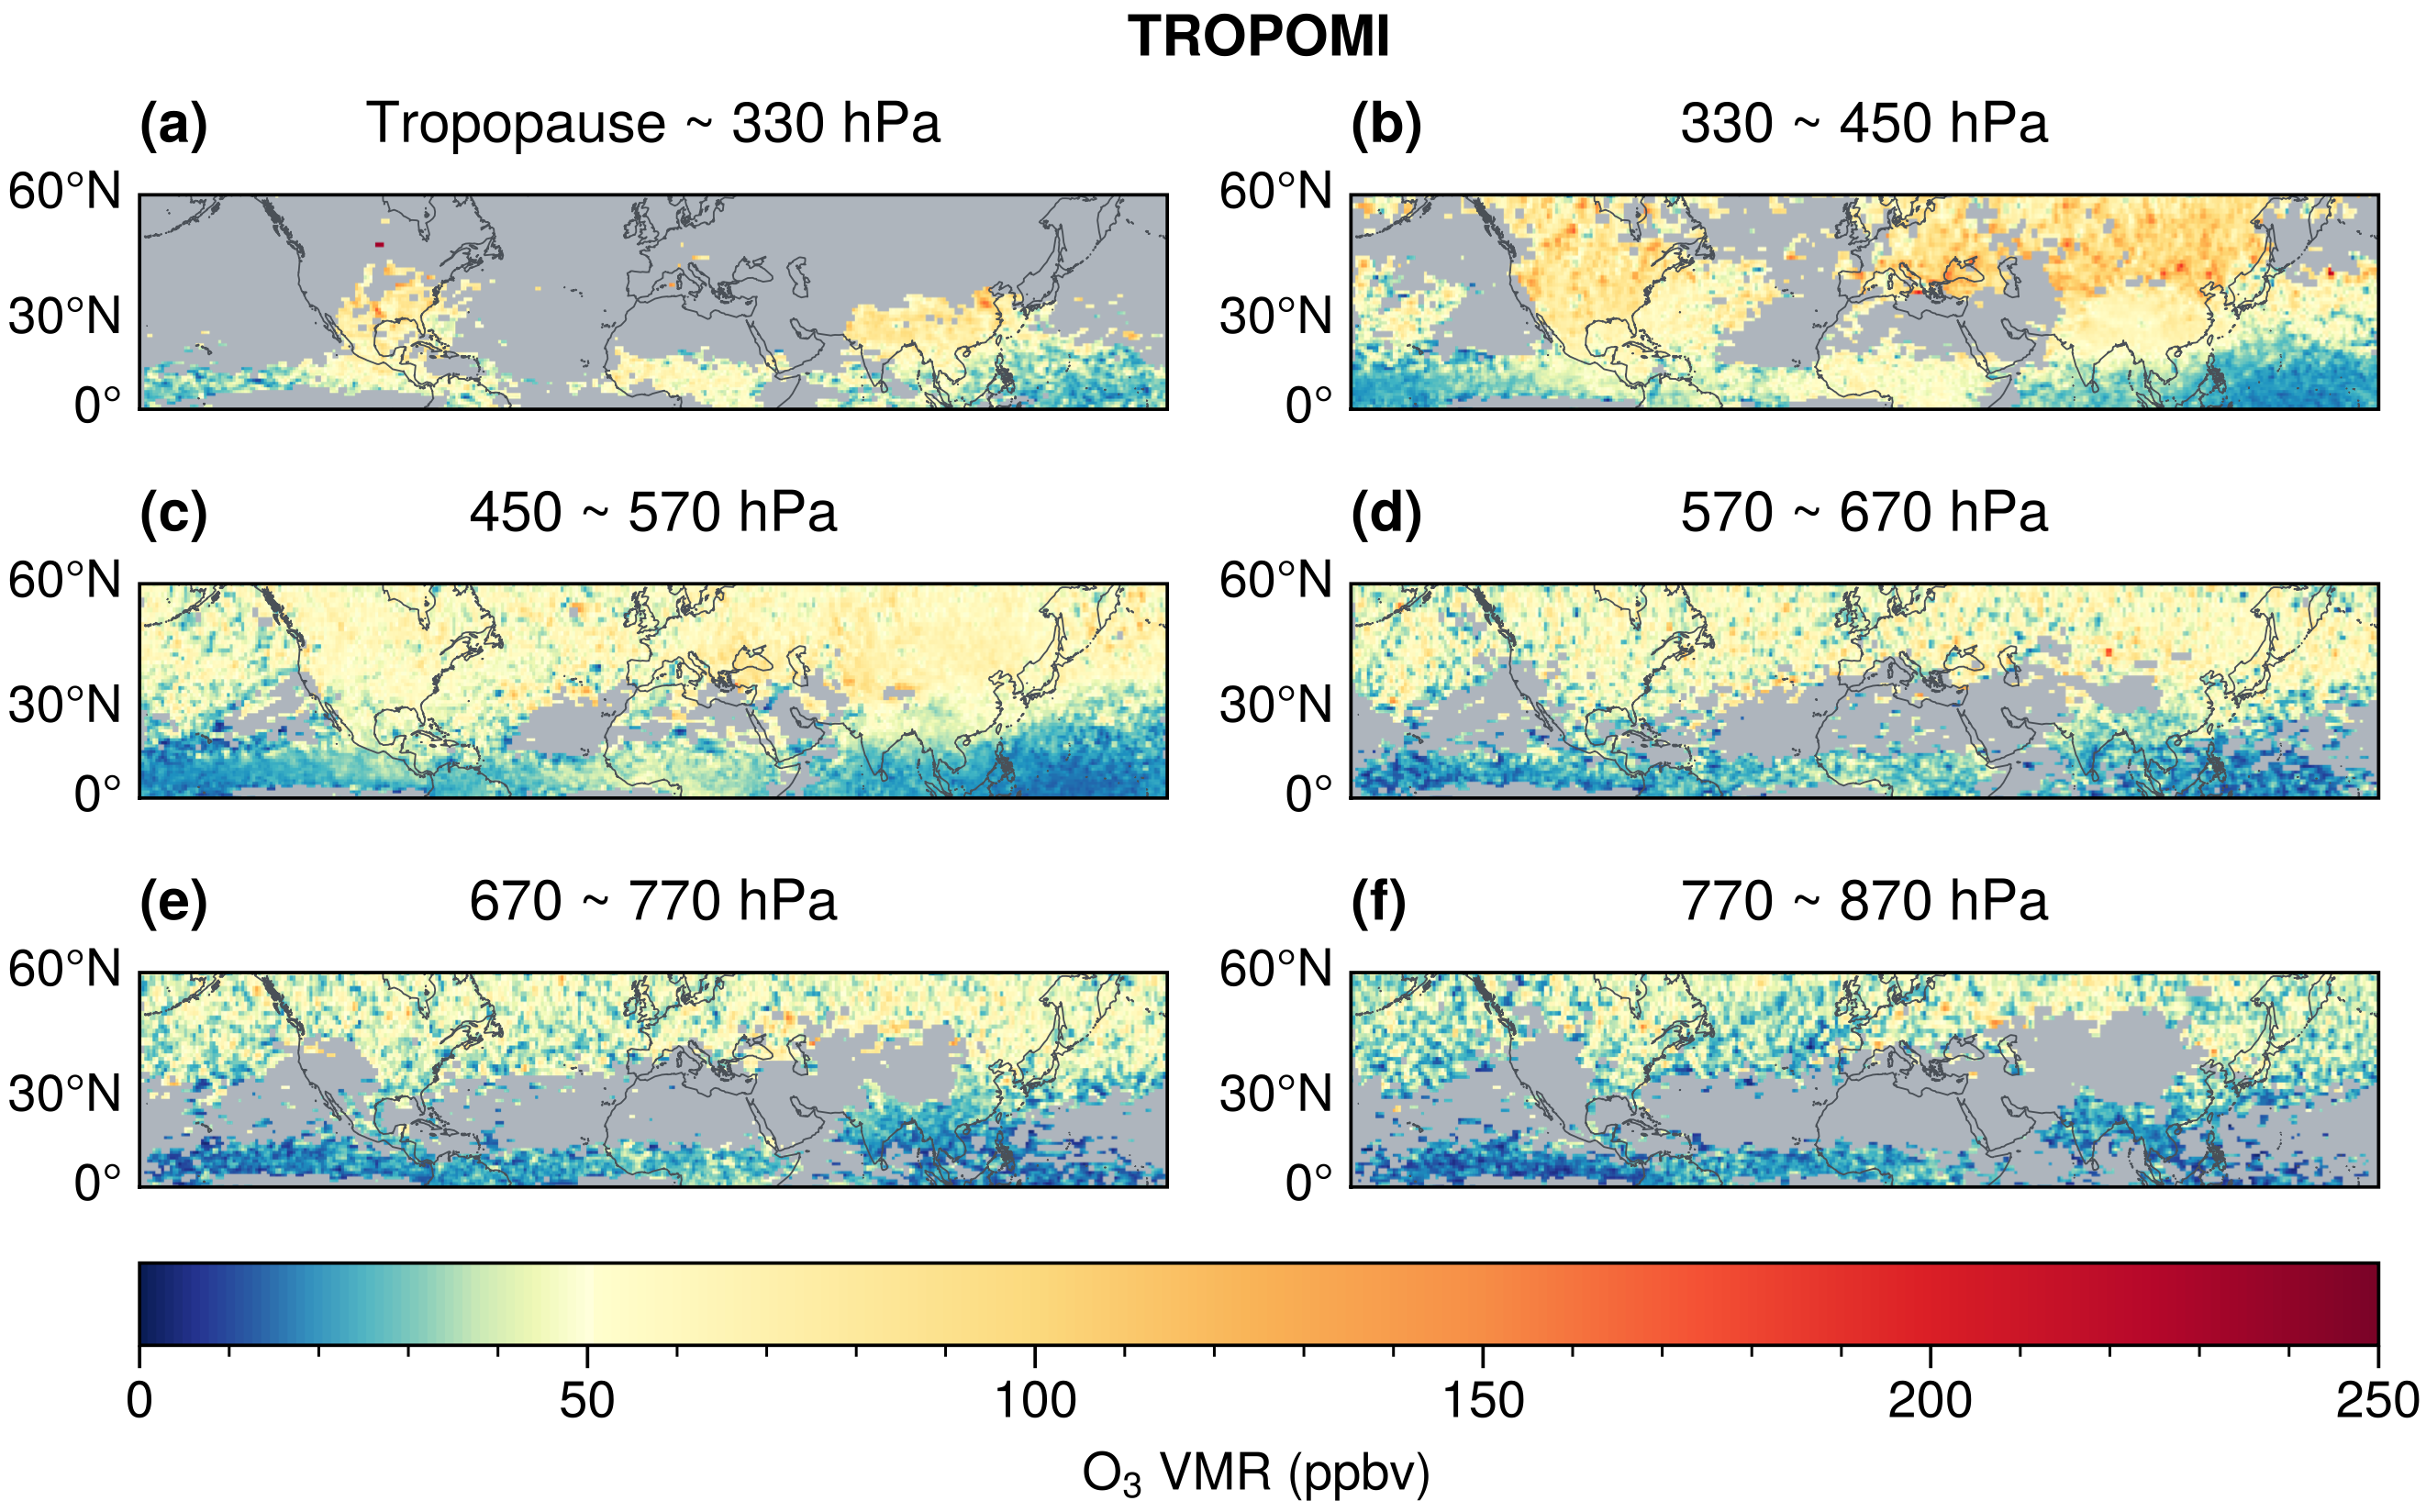 TROPOMI
(a) Tropopause ~ 330 hPa
(b) 330 ~ 450 hPa
60°N
30°N
0°
60°N
30°N
0°
(c) 450 ~ 570 hPa
(d) 570 ~ 670 hPa
60°N
30°N
0°
60°N
30°N
0°
(e) 670 ~ 770 hPa
(f) 770 ~ 870 hPa
60°N
30°N
0°
60°N
30°N
0°
0 50 100 150 200 250
O₃ VMR (ppbv)